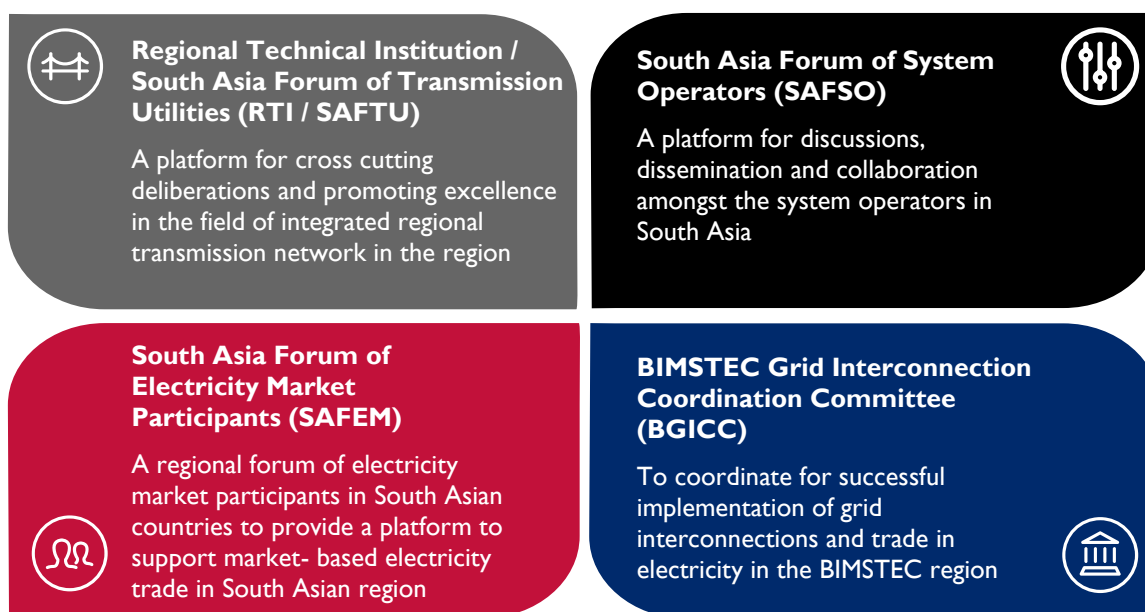 Regional Technical Institution /
South Asia Forum of Transmission
Utilities (RTI / SAFTU)
A platform for cross cutting
deliberations and promoting excellence
in the field of integrated regional
transmission network in the region
South Asia Forum of System
Operators (SAFSO)
A platform for discussions,
dissemination and collaboration
amongst the system operators in
South Asia
South Asia Forum of
Electricity Market
Participants (SAFEM)
A regional forum of electricity
market participants in South Asian
countries to provide a platform to
support market- based electricity
trade in South Asian region
BIMSTEC Grid Interconnection
Coordination Committee
(BGICC)
To coordinate for successful
implementation of grid
interconnections and trade in
electricity in the BIMSTEC region